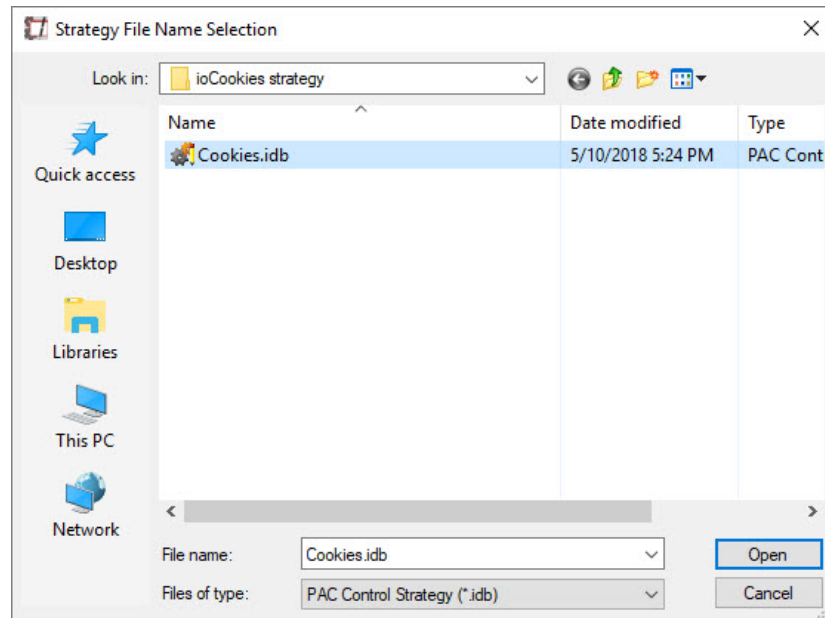 Strategy File Name Selection
Look in: ioCookies strategy
Name Date modified Type
Cookies.idb 5/10/2018 5:24 PM PAC Cont
Quick access
Desktop
Libraries
This PC
Network
File name: Cookies.idb Open
Files of type: PAC Control Strategy (*.idb) Cancel